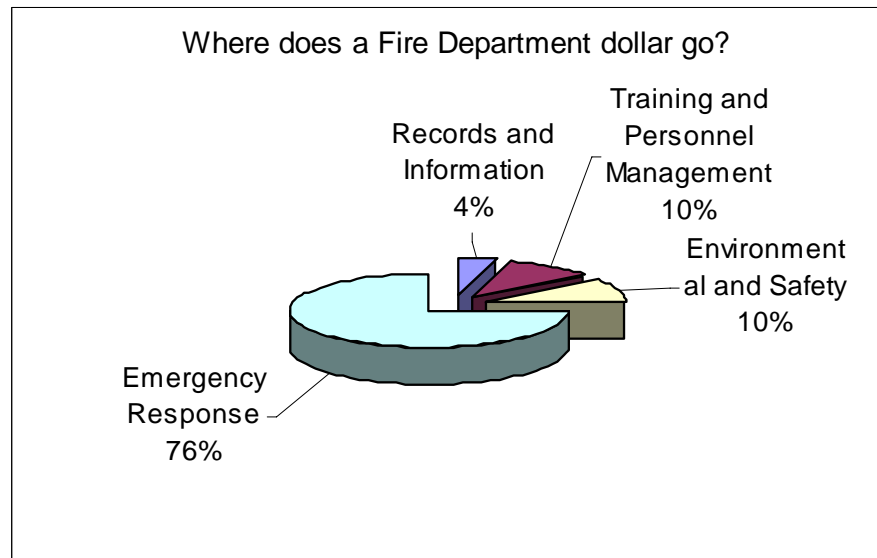 Where does a Fire Department dollar go?
Records and
Information
4%
Training and
Personnel
Management
10%
Environment
al and Safety
10%
Emergency
Response
76%